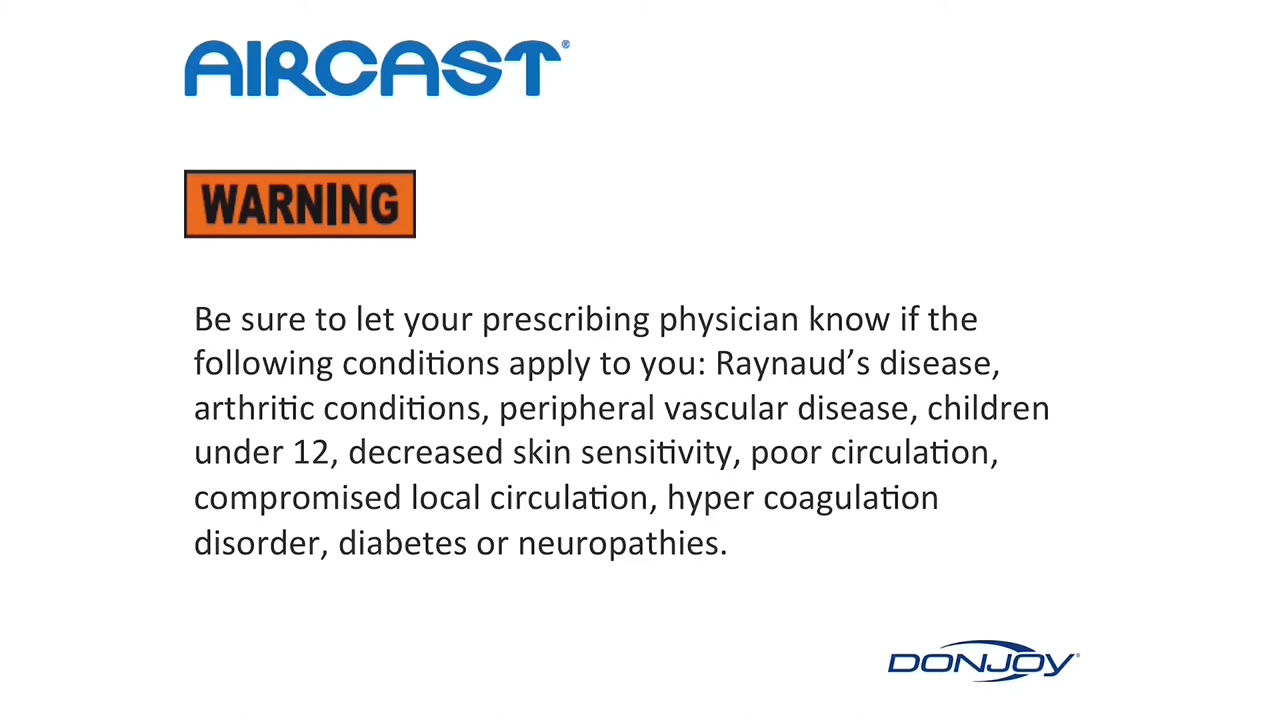 AIRCAST®
WARNING
Be sure to let your prescribing physician know if the
following conditions apply to you: Raynaud’s disease,
arthritic conditions, peripheral vascular disease, children
under 12, decreased skin sensitivity, poor circulation,
compromised local circulation, hyper coagulation
disorder, diabetes or neuropathies.
DONJOY®